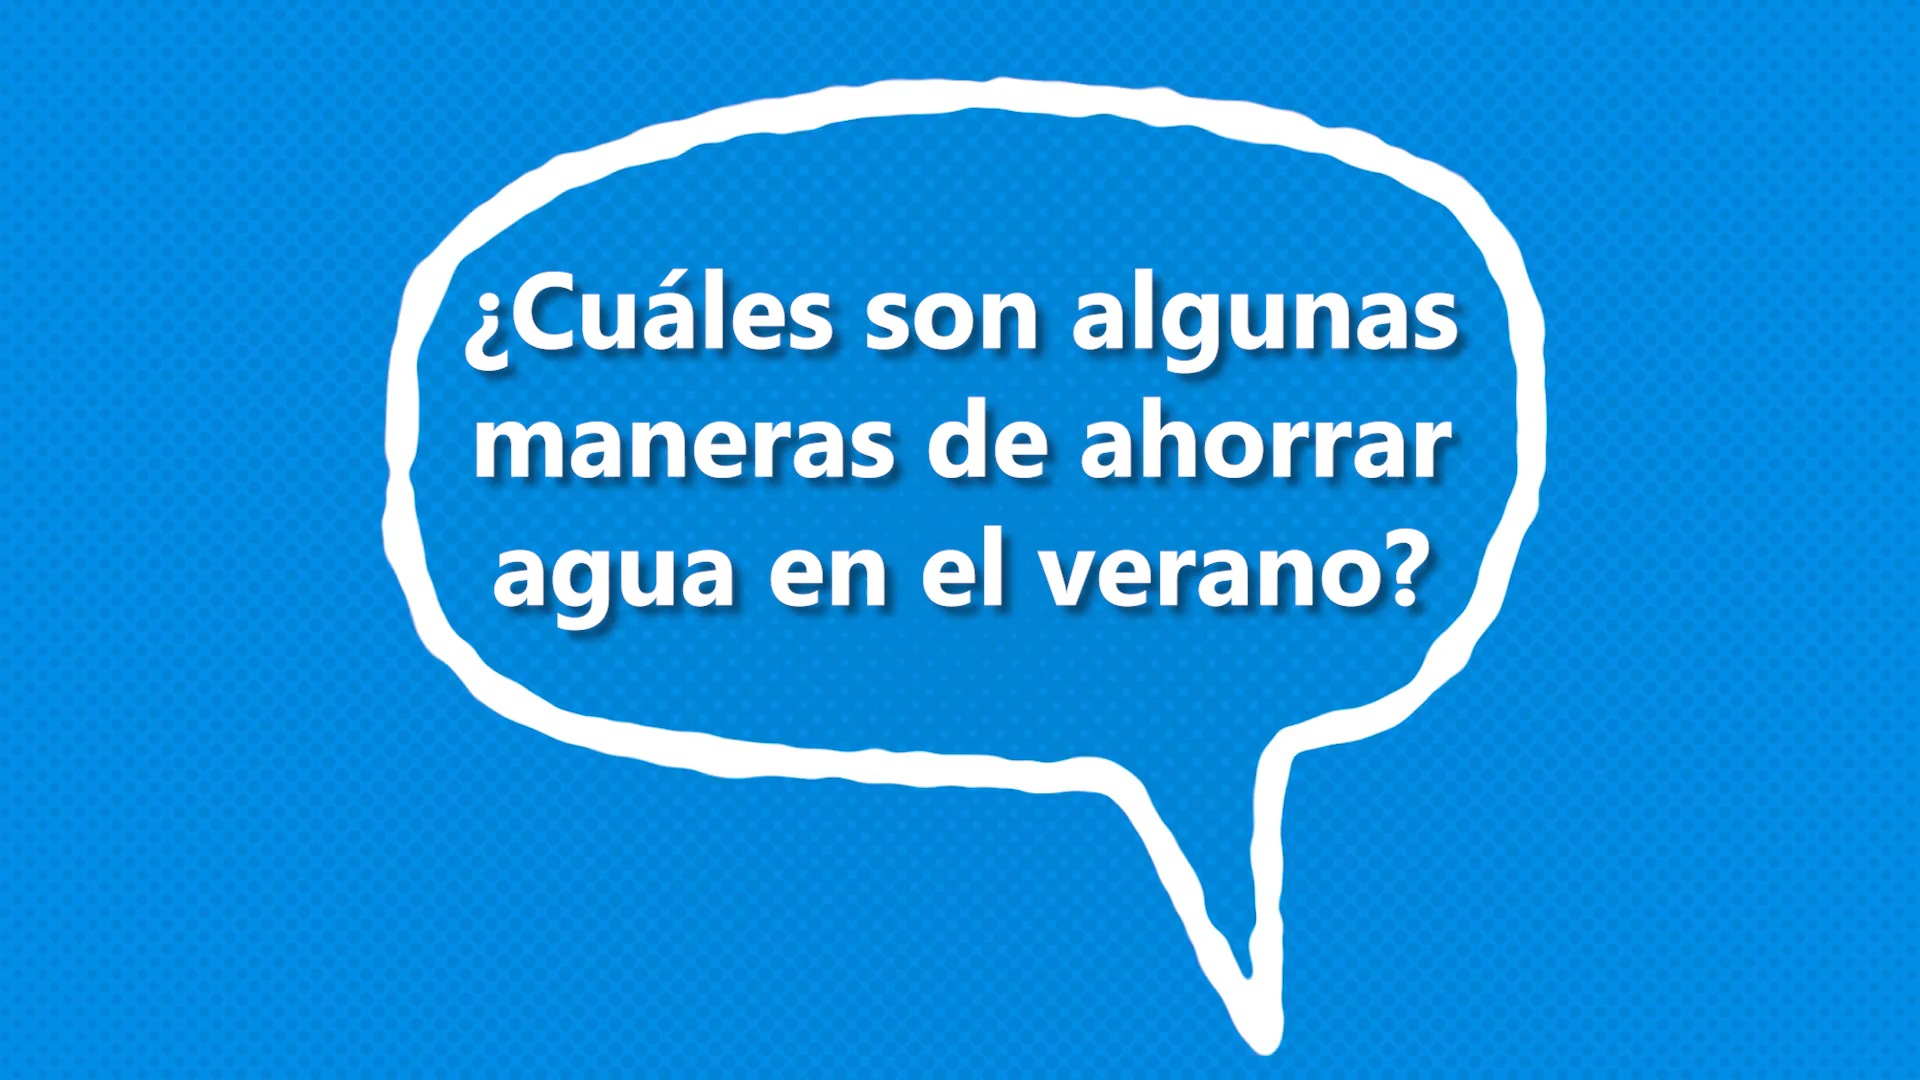 ¿Cuáles son algunas
maneras de ahorrar
agua en el verano?